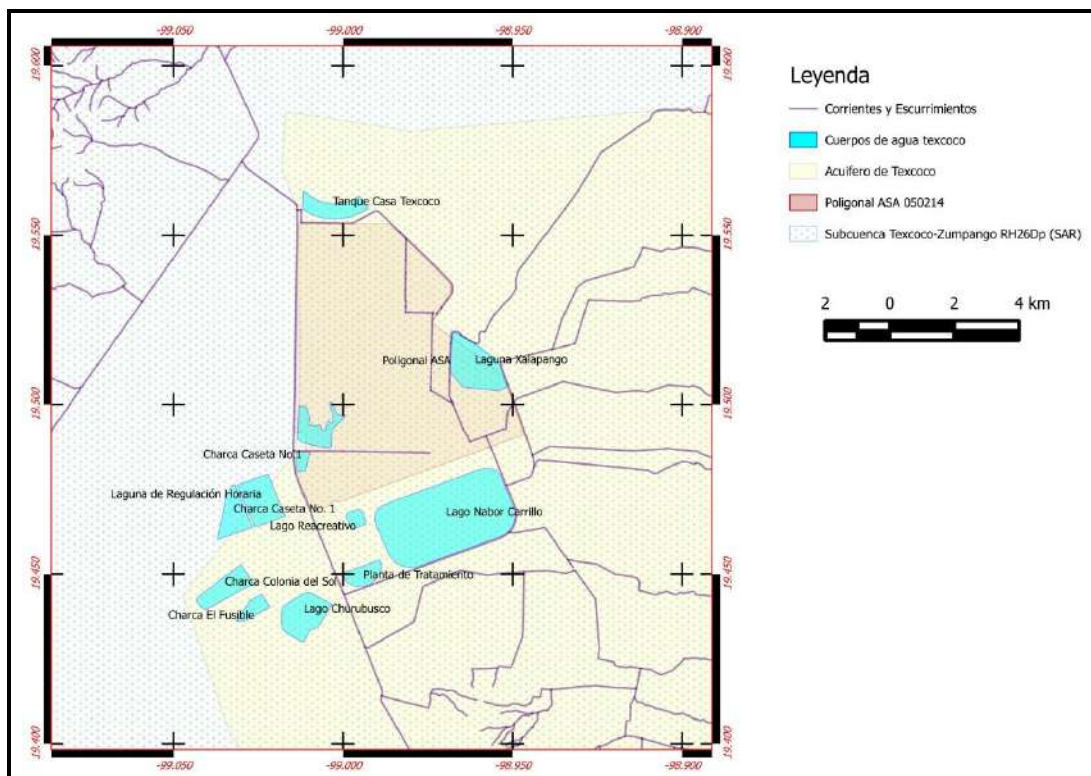 -99.050 -99.000 -98.950 -98.900
19.600 19.600
19.550 19.550
19.500 19.500
19.450 19.450
19.400 19.400
Tanque Casa Texcoco
Poligonal ASA
Laguna Xalapango
Charca Caseta No.1
Laguna de Regulación Horaria
Charca Caseta No. 1
Lago Reacreativo
Lago Nabor Carrillo
Planta de Tratamiento
Charca Colonia del Sol
Charca El Fusible
Lago Churubusco
-99.050 -99.000 -98.950 -98.900
Leyenda
Corrientes y Escurrimientos
Cuerpos de agua texcoco
Acuifero de Texcoco
Poligonal ASA 050214
Subcuenca Texcoco-Zumpango RH26Dp (SAR)
2 0 2 4 km